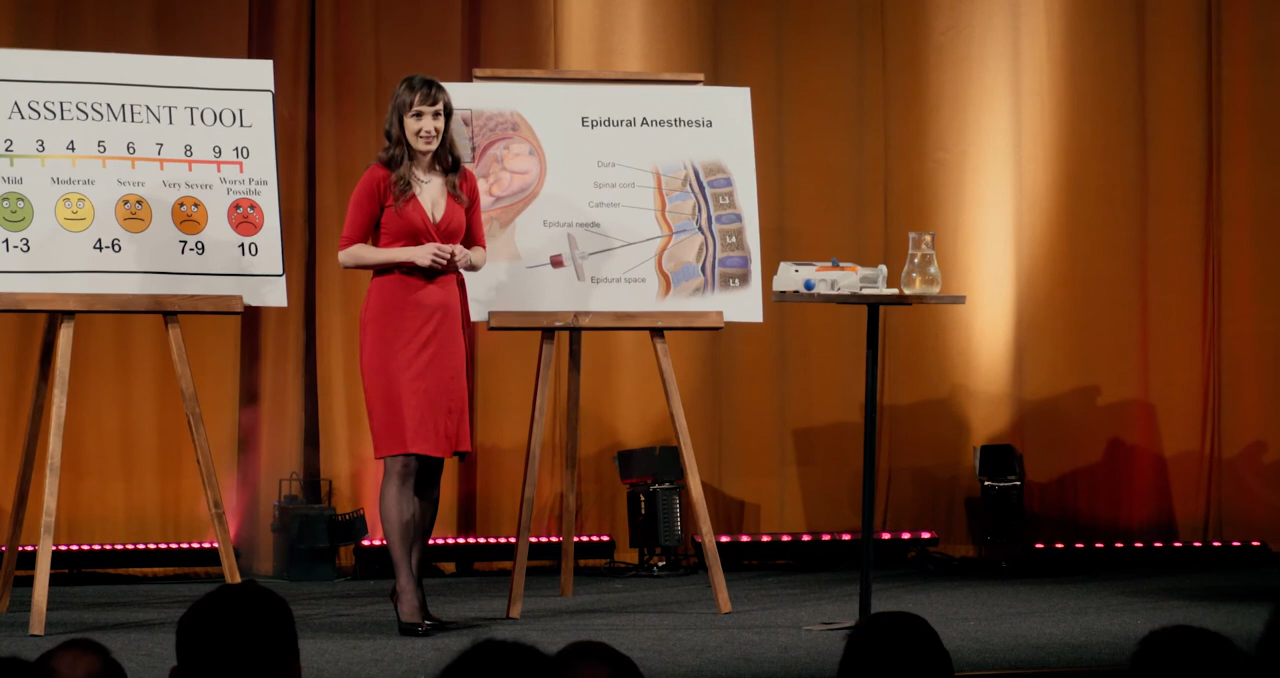 ASSESSMENT TOOL
2 3 4 5 6 7 8 9 10
Mild Moderate Severe Very Severe Worst Pain
Possible
1-3 4-6 7-9 10
Epidural Anesthesia
Dura
Spinal cord
Catheter
Epidural needle
Epidural space
L3
L4
L5